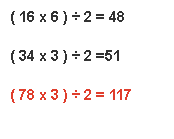 ( 16 x 6 ) ÷ 2 = 48
( 34 x 3 ) ÷ 2 =51
( 78 x 3 ) ÷ 2 = 117